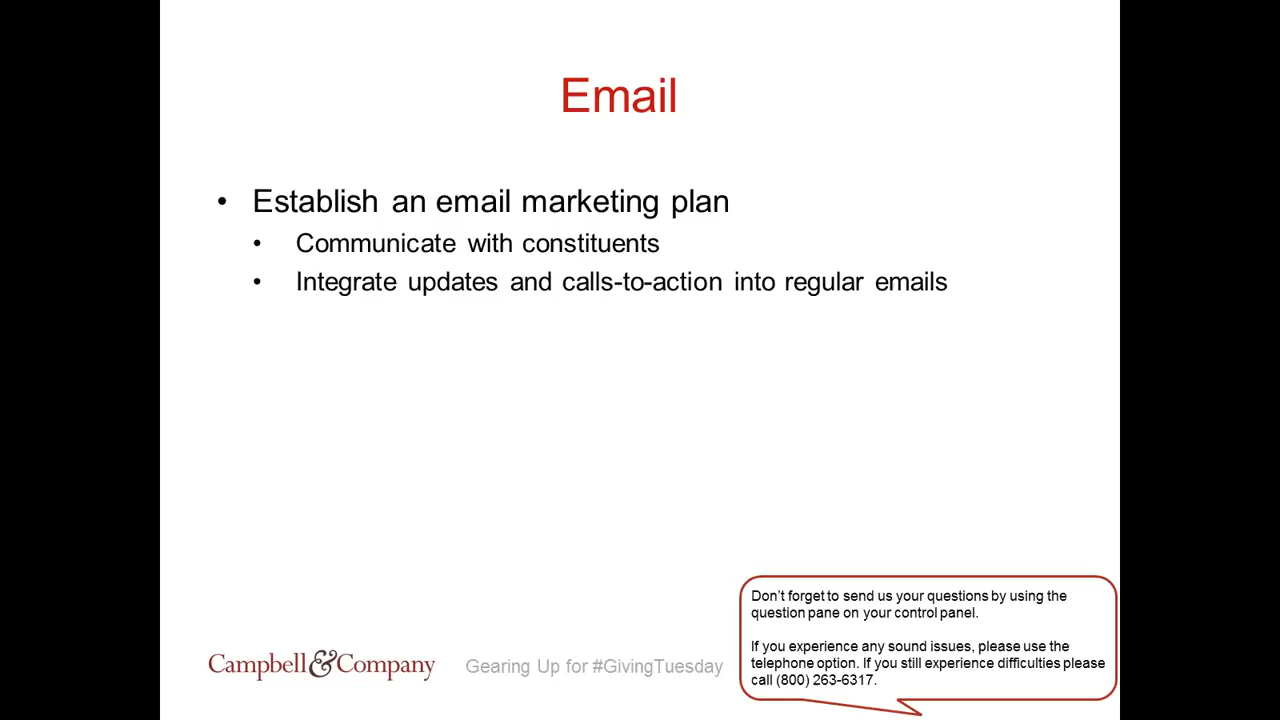 Email
• Establish an email marketing plan
• Communicate with constituents
• Integrate updates and calls-to-action into regular emails
Don’t forget to send us your questions by using the
question pane on your control panel.
If you experience any sound issues, please use the
telephone option. If you still experience difficulties please
call (800) 263-6317.
Campbell&Company
Gearing Up for #GivingTuesday